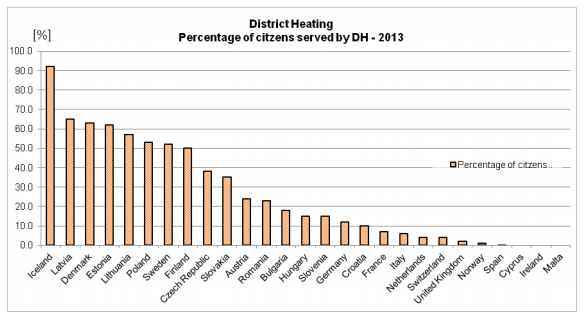 District Heating
Percentage of citzens served by DH - 2013
[%]
100.0
90.0
80.0
70.0
60.0
50.0
40.0
30.0
20.0
10.0
0.0
Percentage of citzens..
Iceland
Latvia
Denmark
Estonia
Lithuania
Poland
Sweden
Finland
Czech Republic
Slovakia
Austria
Romania
Bulgaria
Hungary
Slovenia
Germany
Croatia
France
Italy
Netherlands
Switzerland
United Kingdom
Norway
Spain
Cyprus
Ireland
Malta